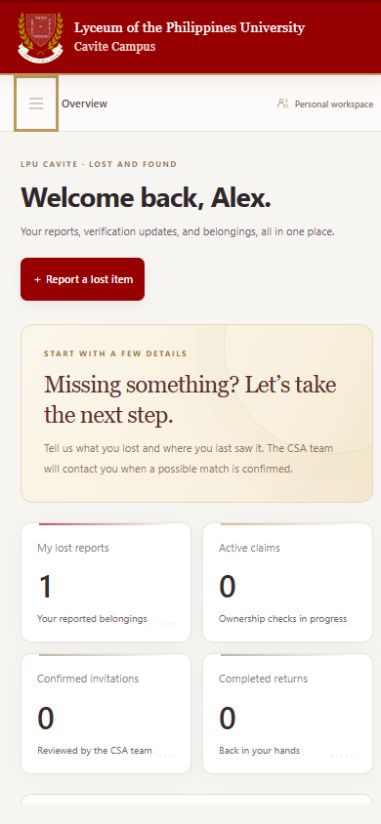 Lyceum of the Philippines University
Cavite Campus
Overview
Personal workspace
LPU CAVITE · LOST AND FOUND
Welcome back, Alex.
Your reports, verification updates, and belongings, all in one place.
+ Report a lost item
START WITH A FEW DETAILS
Missing something? Let’s take
the next step.
Tell us what you lost and where you last saw it. The CSA team
will contact you when a possible match is confirmed.
My lost reports
1
Your reported belongings
Active claims
0
Ownership checks in progress
Confirmed invitations
0
Reviewed by the CSA team
Completed returns
0
Back in your hands